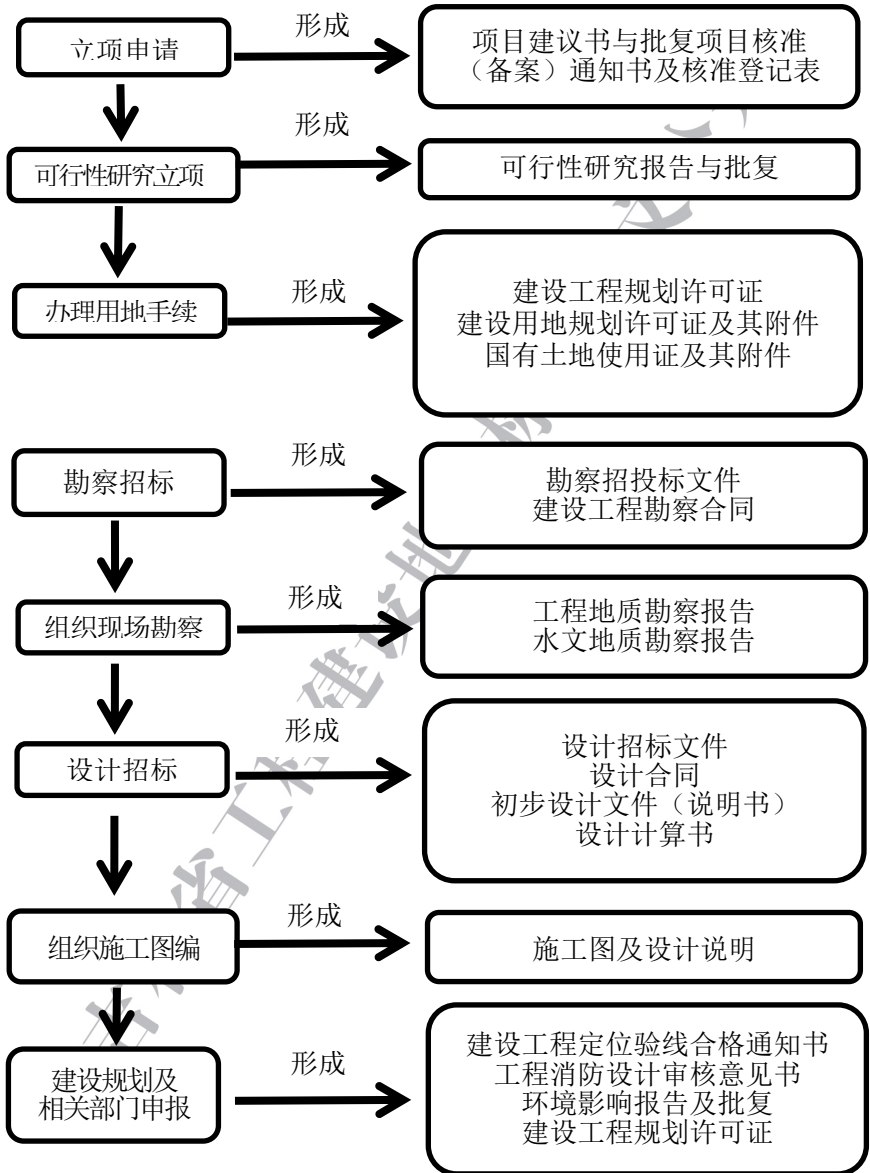 立项申请
形成
项目建议书与批复项目核准
（备案）通知书及核准登记表
可行性研究立项
形成
可行性研究报告与批复
办理用地手续
形成
建设工程规划许可证
建设用地规划许可证及其附件
国有土地使用证及其附件
勘察招标
形成
勘察招投标文件
建设工程勘察合同
组织现场勘察
形成
工程地质勘察报告
水文地质勘察报告
设计招标
形成
设计招标文件
设计合同
初步设计文件（说明书）
设计计算书
组织施工图编
形成
施工图及设计说明
建设规划及
相关部门申报
形成
建设工程定位验线合格通知书
工程消防设计审核意见书
环境影响报告及批复
建设工程规划许可证
省工程建设地